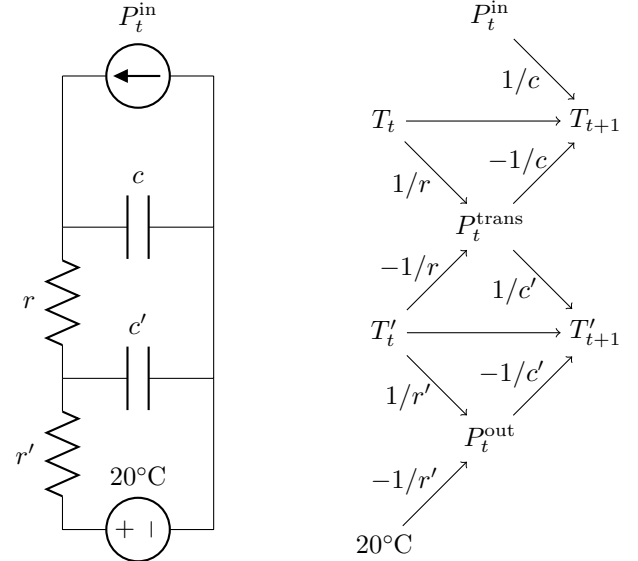 P_t^in
c
r
c′
r′
20°C
+ −
P_t^in
1/c
T_t
T_{t+1}
1/r
−1/c
P_t^trans
−1/r
1/c′
T′_t
T′_{t+1}
1/r′
−1/c′
P_t^out
−1/r′
20°C